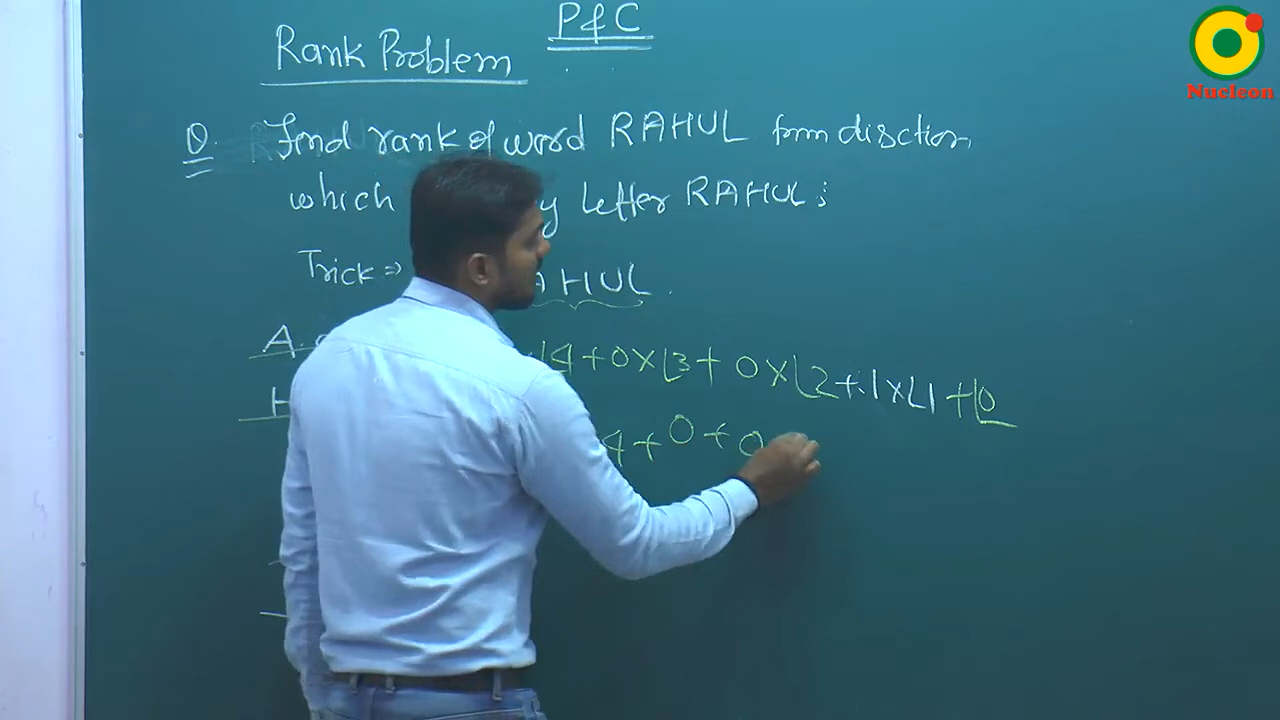 P & C
Rank Problem
Nucleon
Q. Find rank of word RAHUL form disction
which letter RAHUL;
Trick ⇒ AHUL
A
∟4 + 0×∟3 + 0×∟2 + 1×∟1 + ∟0
H
4 + 0 + 0